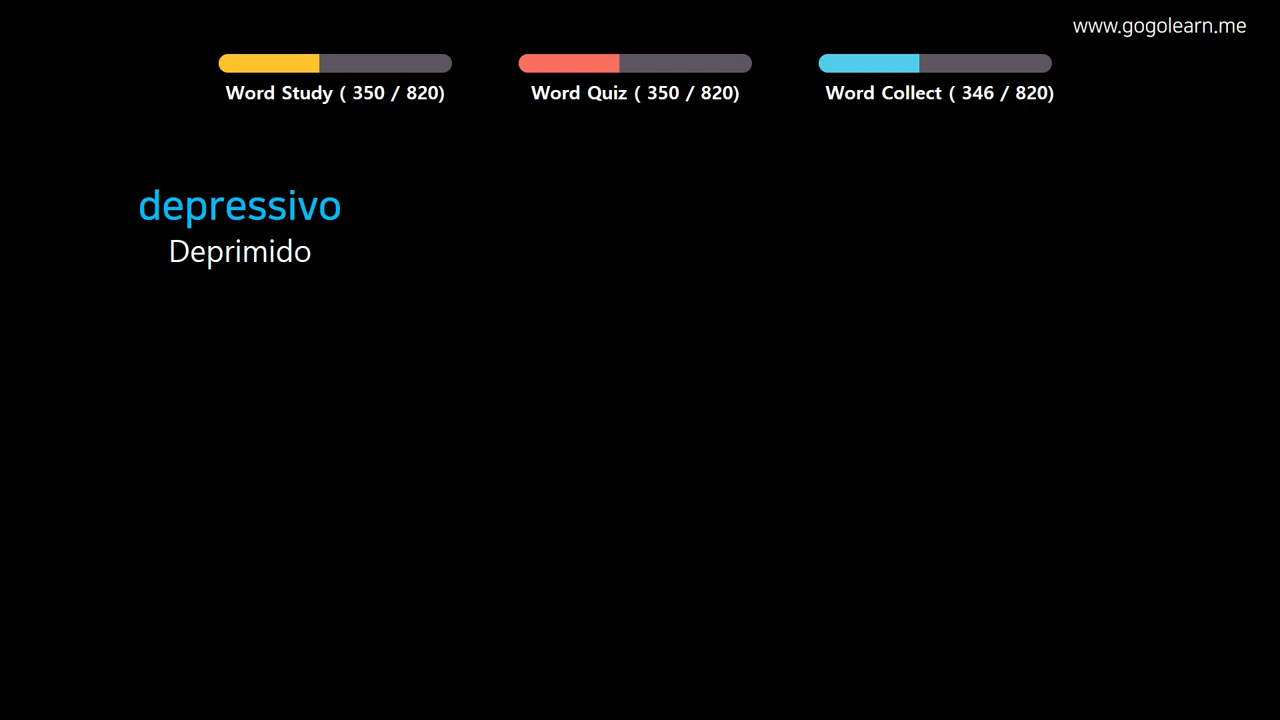 www.gogolearn.me
Word Study ( 350 / 820)
Word Quiz ( 350 / 820)
Word Collect ( 346 / 820)
depressivo
Deprimido